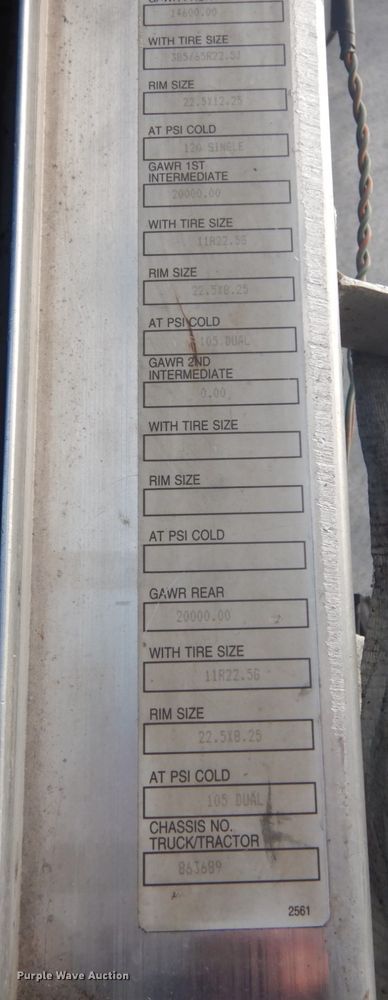 14600.00
WITH TIRE SIZE
385/65R22.5J
RIM SIZE
22.5X12.25
AT PSI COLD
120 SINGLE
GAWR 1ST
INTERMEDIATE
20000.00
WITH TIRE SIZE
11R22.5G
RIM SIZE
22.5X8.25
AT PSI COLD
105 DUAL
GAWR 2ND
INTERMEDIATE
0.00
WITH TIRE SIZE
RIM SIZE
AT PSI COLD
GAWR REAR
20000.00
WITH TIRE SIZE
11R22.5G
RIM SIZE
22.5X8.25
AT PSI COLD
105 DUAL
CHASSIS NO.
TRUCK/TRACTOR
863689
2561
Purple Wave Auction